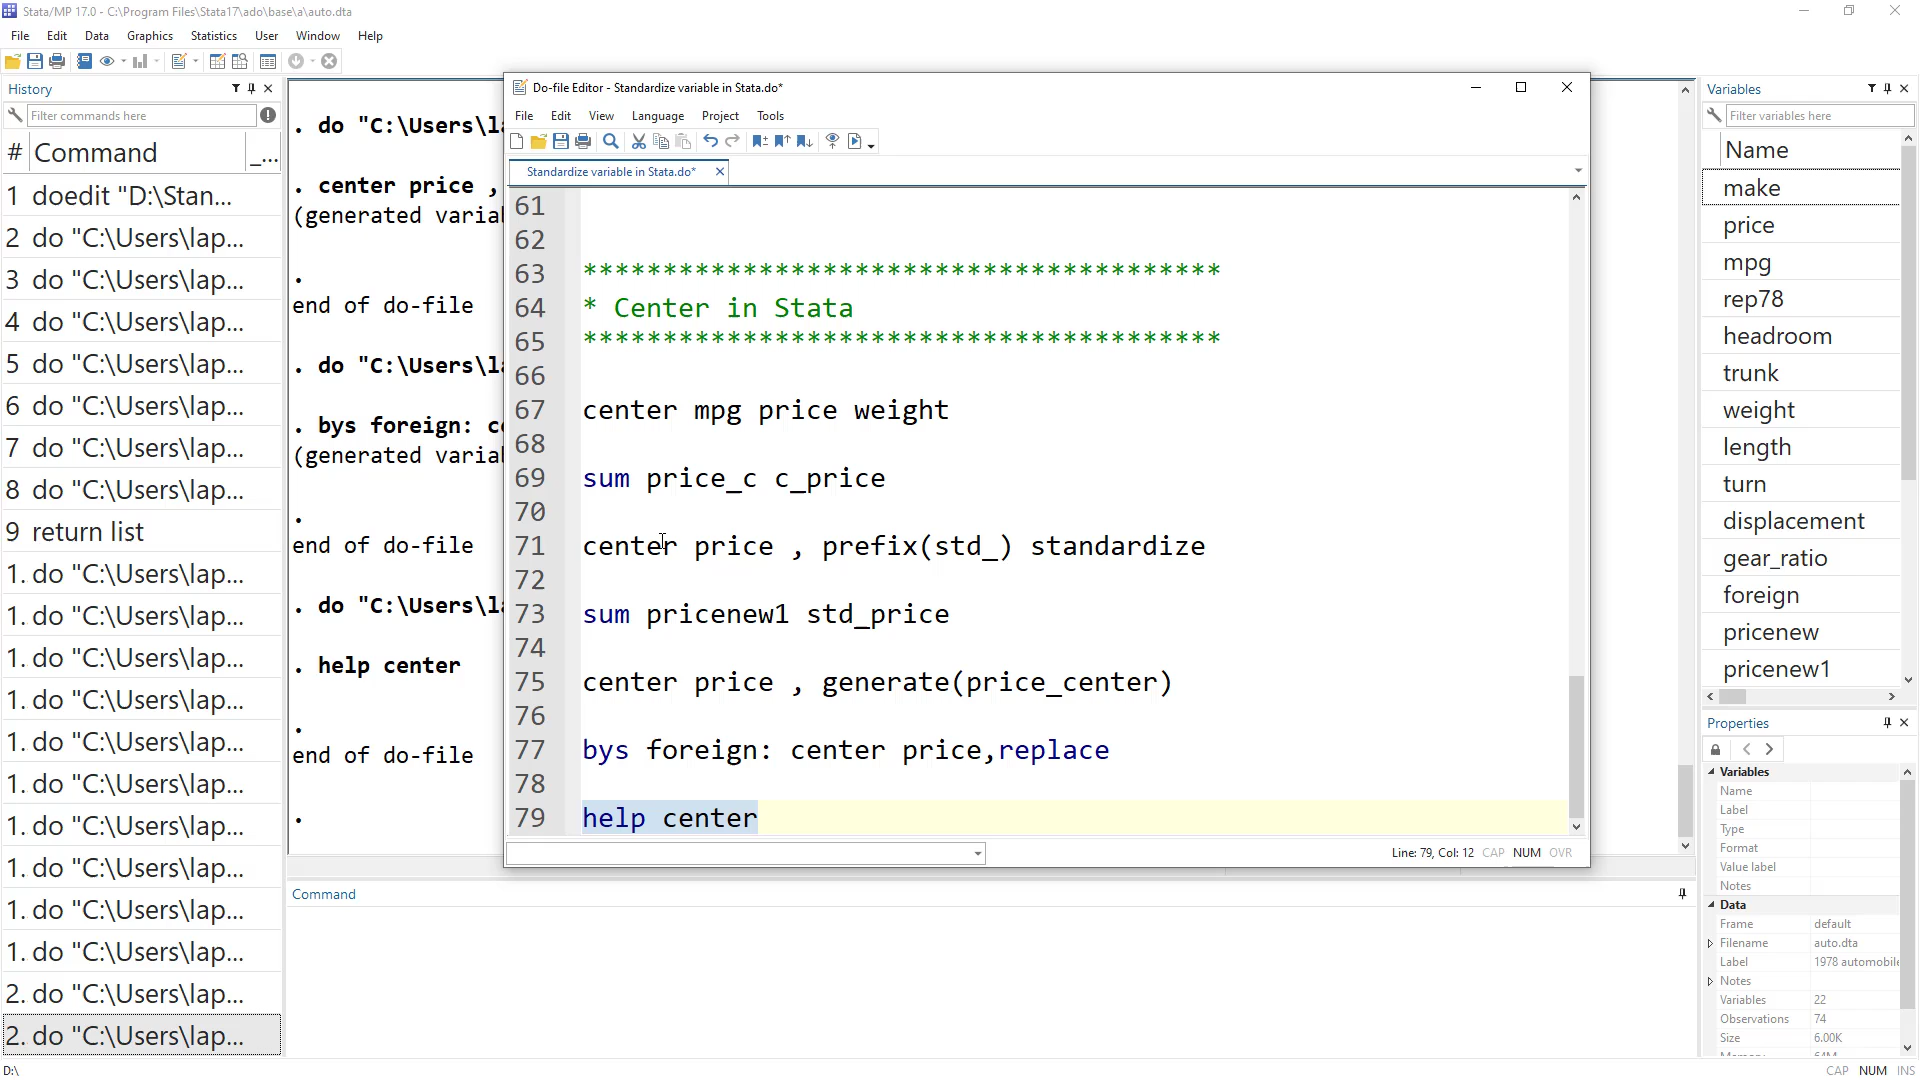 Stata/MP 17.0 - C:\Program Files\Stata17\ado\base\a\auto.dta
File Edit Data Graphics Statistics User Window Help
History
Filter commands here
# Command _...
1 doedit "D:\Stan...
2 do "C:\Users\lap...
3 do "C:\Users\lap...
4 do "C:\Users\lap...
5 do "C:\Users\lap...
6 do "C:\Users\lap...
7 do "C:\Users\lap...
8 do "C:\Users\lap...
9 return list
1. do "C:\Users\lap...
1. do "C:\Users\lap...
1. do "C:\Users\lap...
1. do "C:\Users\lap...
1. do "C:\Users\lap...
1. do "C:\Users\lap...
1. do "C:\Users\lap...
1. do "C:\Users\lap...
1. do "C:\Users\lap...
1. do "C:\Users\lap...
2. do "C:\Users\lap...
2. do "C:\Users\lap...
. do "C:\Users\la
. center price ,
(generated varia
.
end of do-file
. do "C:\Users\la
. bys foreign: c
(generated varia
.
end of do-file
. do "C:\Users\la
. help center
.
end of do-file
.
Do-file Editor - Standardize variable in Stata.do*
File Edit View Language Project Tools
Standardize variable in Stata.do*
61
62
63 ****************************************
64 * Center in Stata
65 ****************************************
66
67 center mpg price weight
68
69 sum price_c c_price
70
71 center price , prefix(std_) standardize
72
73 sum pricenew1 std_price
74
75 center price , generate(price_center)
76
77 bys foreign: center price,replace
78
79 help center
Line: 79, Col: 12 CAP NUM OVR
Command
Variables
Filter variables here
Name
make
price
mpg
rep78
headroom
trunk
weight
length
turn
displacement
gear_ratio
foreign
pricenew
pricenew1
Properties
Variables
Name
Label
Type
Format
Value label
Notes
Data
Frame default
Filename auto.dta
Label 1978 automobile
Notes
Variables 22
Observations 74
Size 6.00K
Memory 64M
D:\
CAP NUM INS